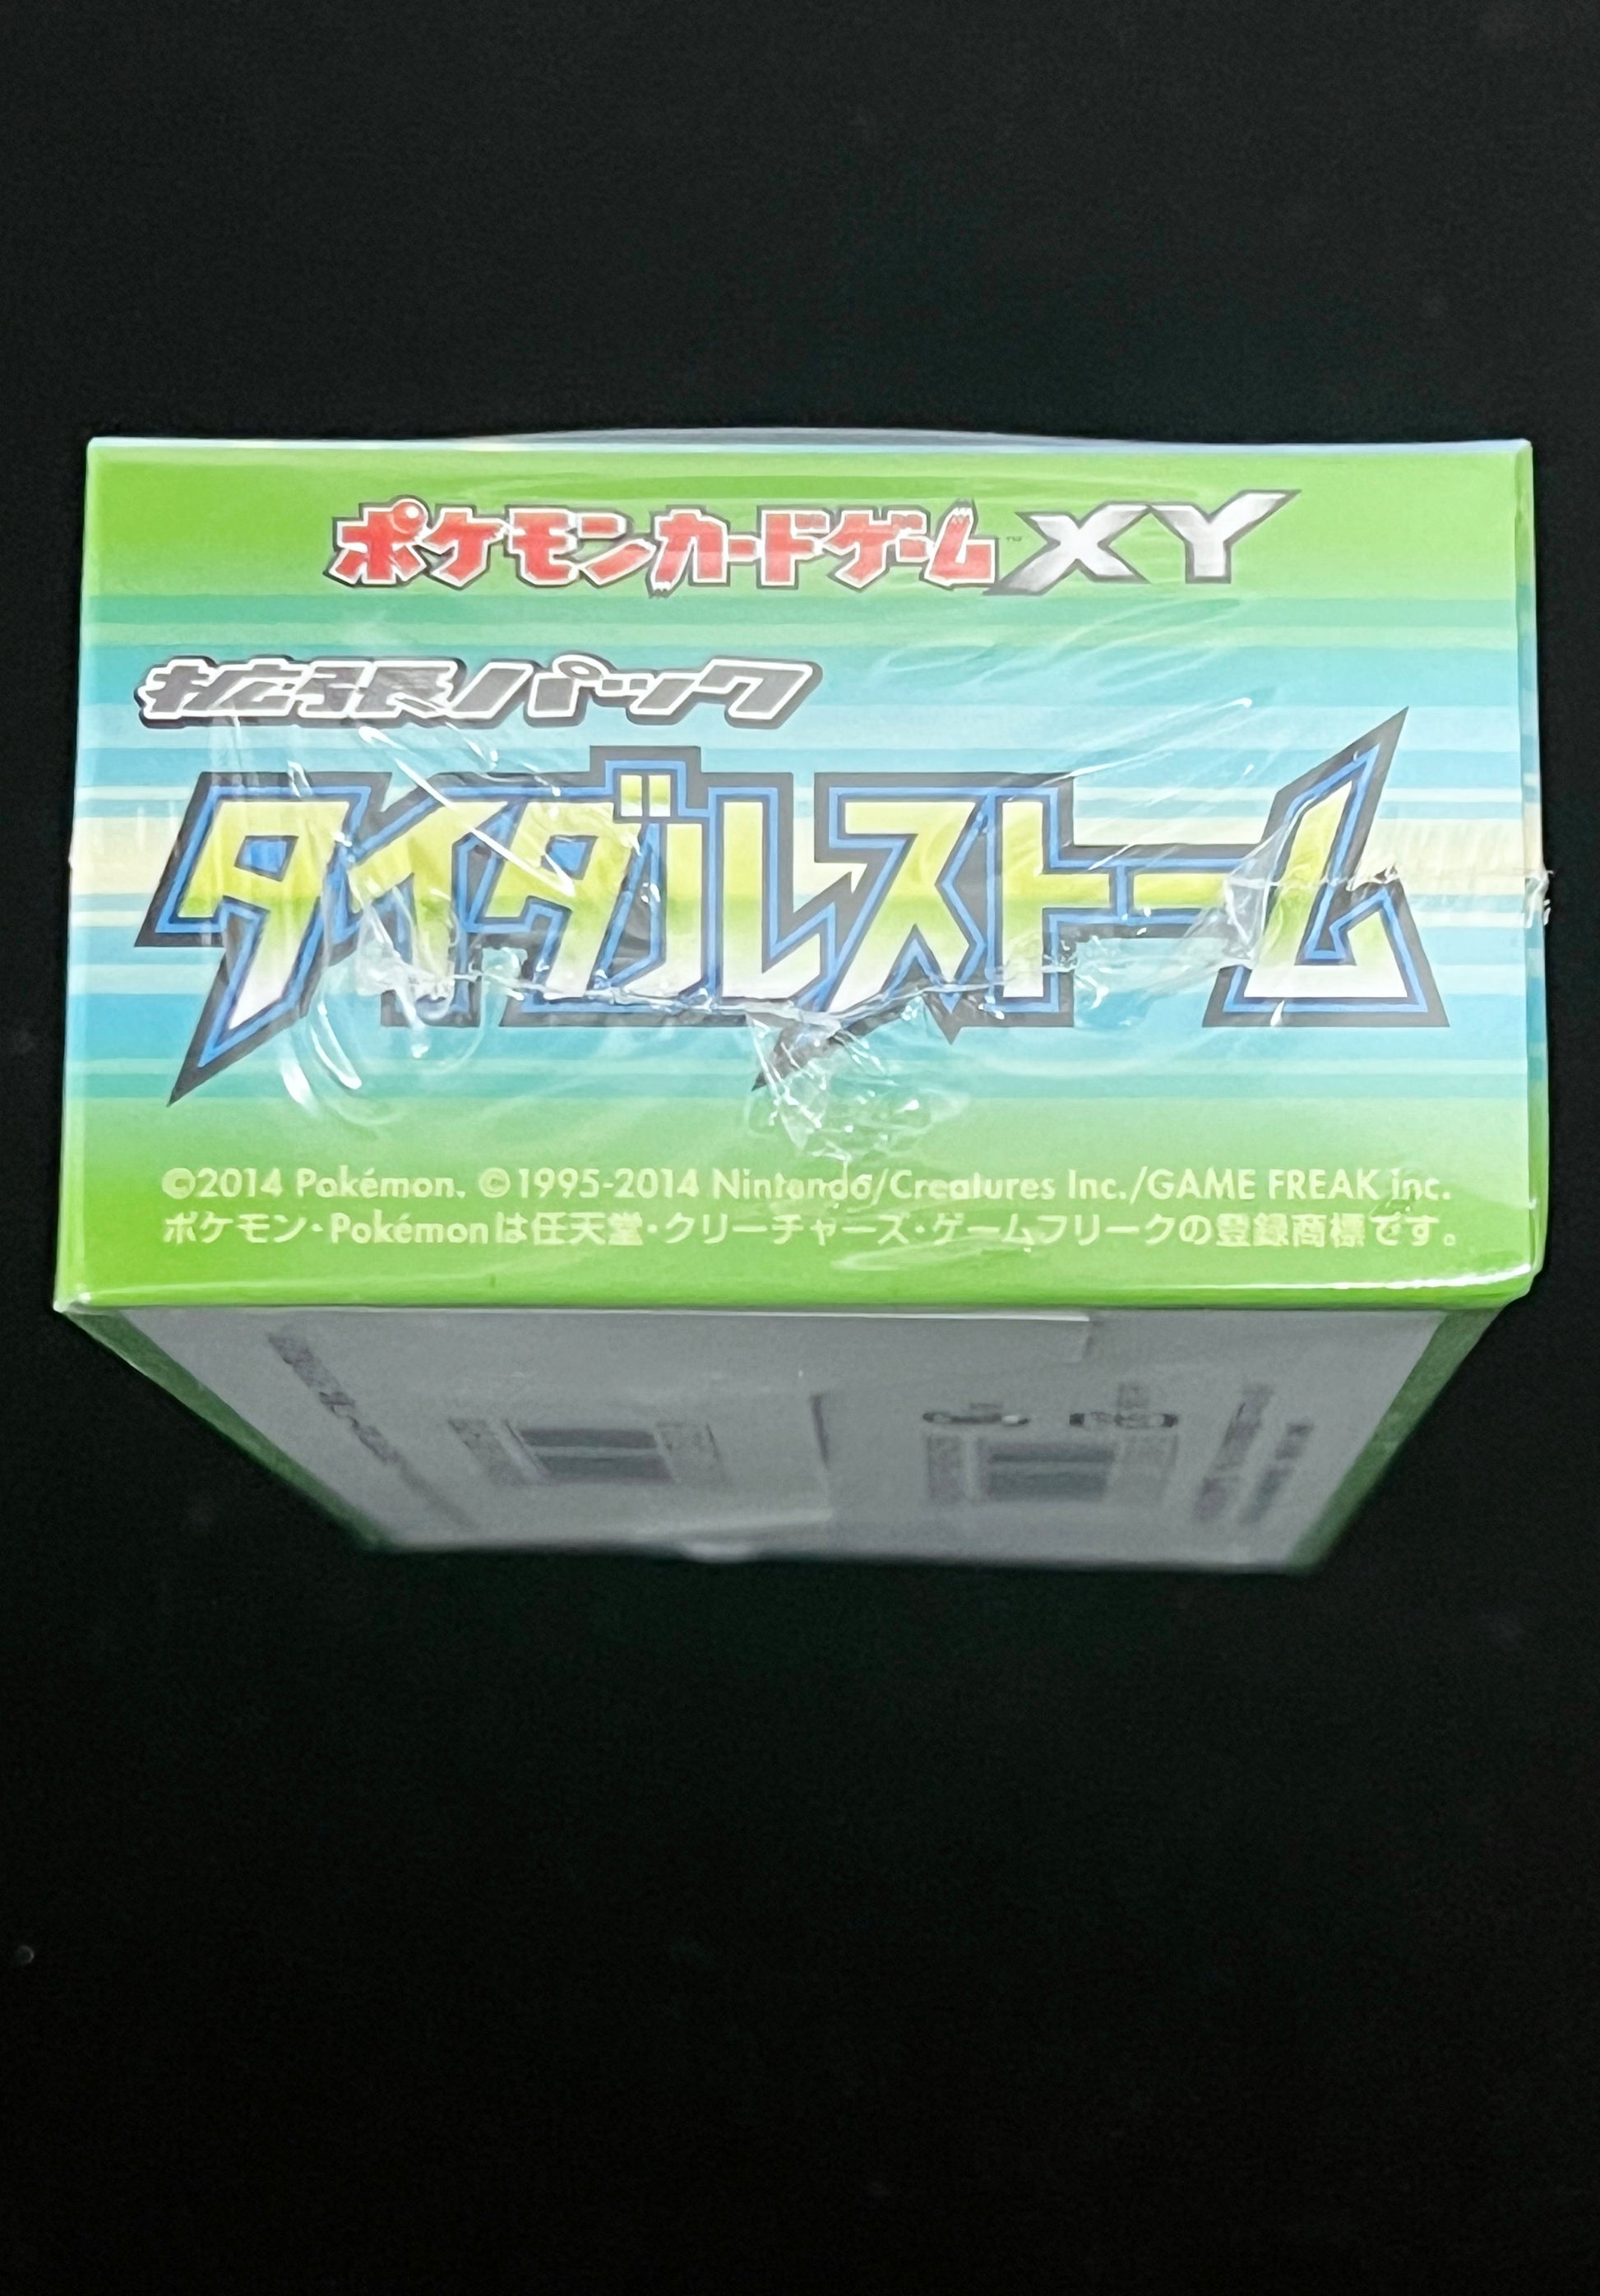 ポケモンカードゲーム™ XY
拡張パック
タイダルストーム
©2014 Pokémon. ©1995-2014 Nintendo/Creatures Inc./GAME FREAK inc.
ポケモン・Pokémonは任天堂・クリーチャーズ・ゲームフリークの登録商標です。